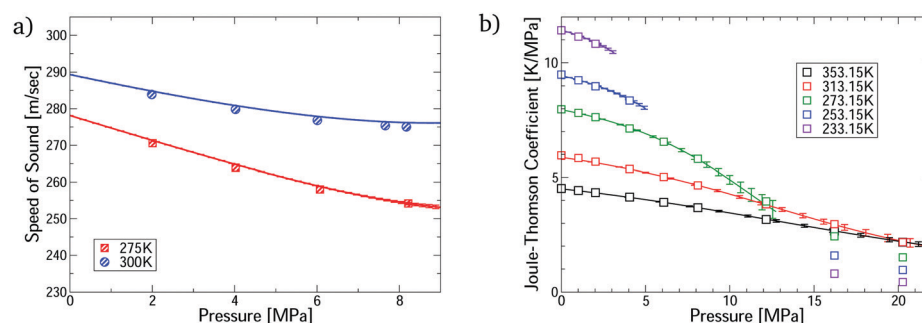 a)
Speed of Sound [m/sec]
300
290
280
270
260
250
240
230
275K
300K
0
2
4
6
8
Pressure [MPa]
b)
Joule-Thomson Coefficient [K/MPa]
10
5
0
353.15K
313.15K
273.15K
253.15K
233.15K
0
5
10
15
20
Pressure [MPa]